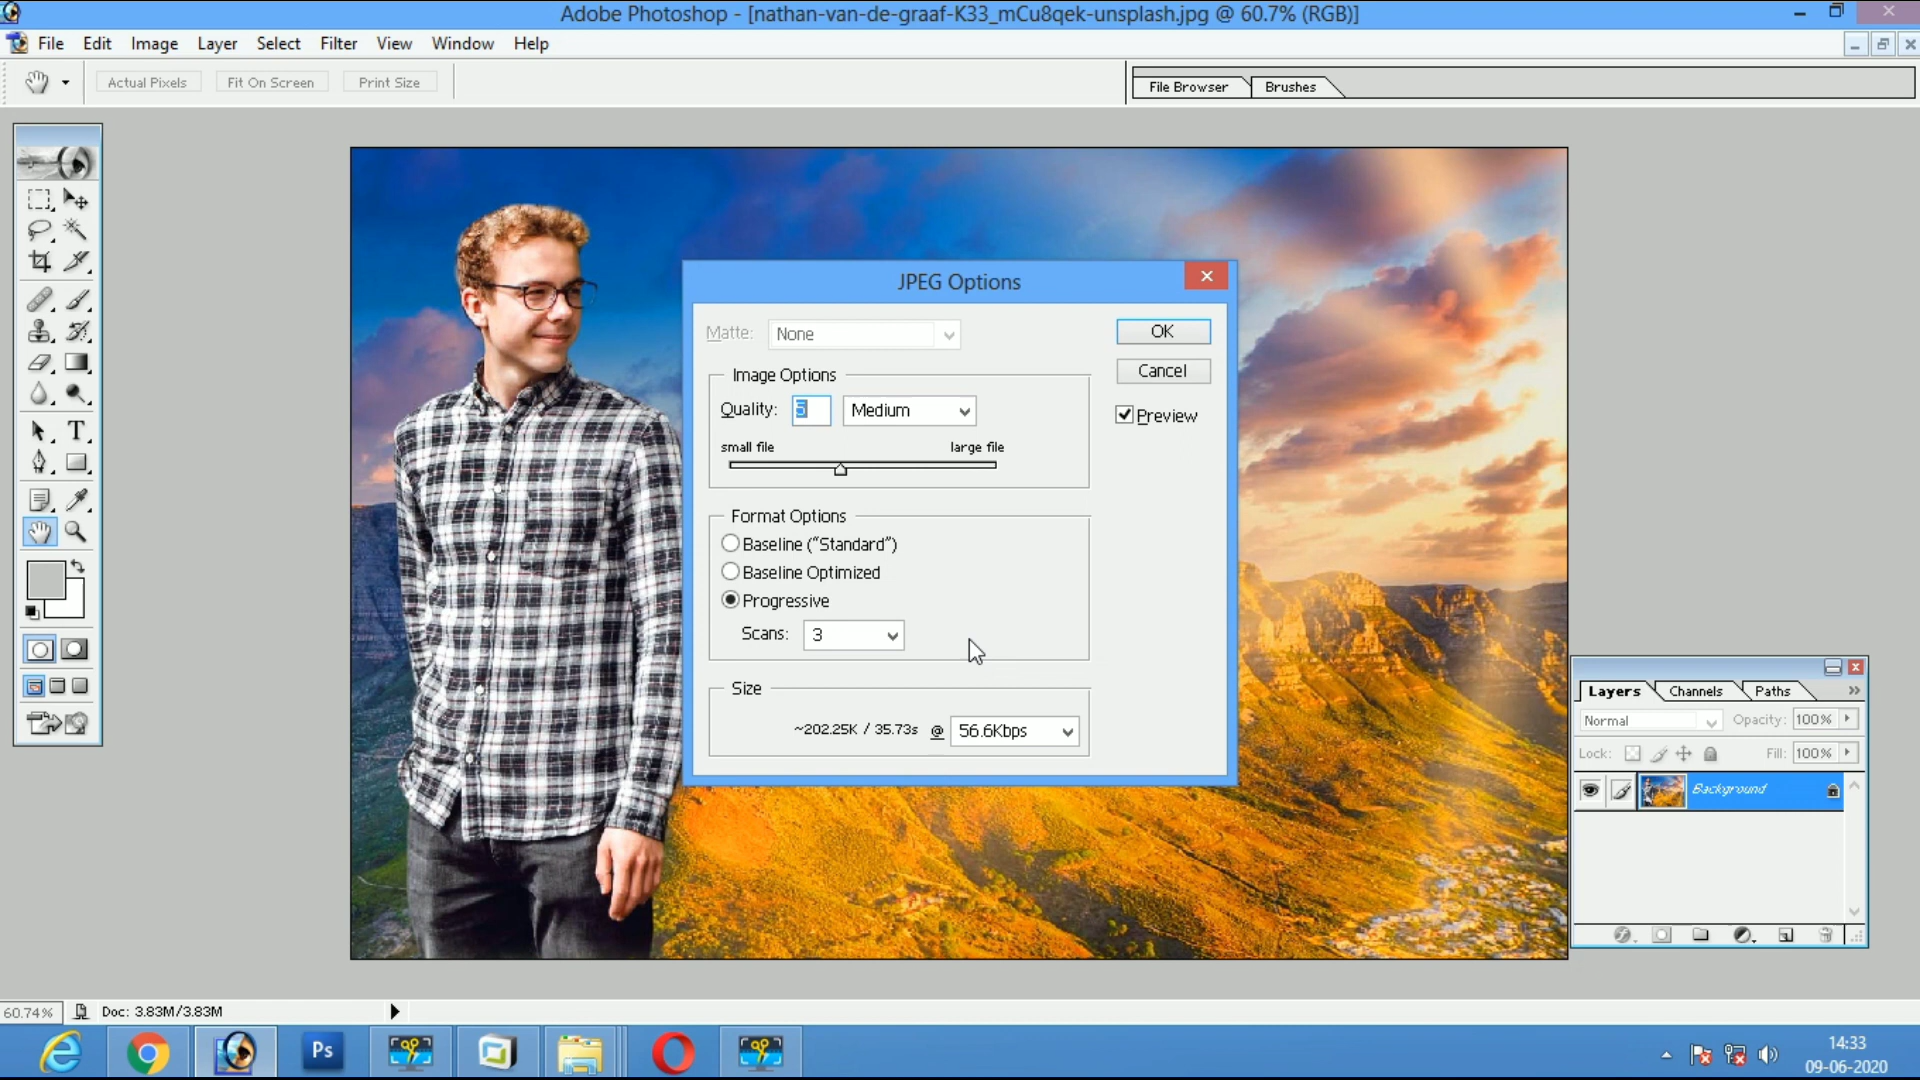 Adobe Photoshop - [nathan-van-de-graaf-K33_mCu8qek-unsplash.jpg @ 60.7% (RGB)]
File Edit Image Layer Select Filter View Window Help
Actual Pixels Fit On Screen Print Size File Browser Brushes
JPEG Options
Matte: None OK
Cancel
Image Options
Quality: 5 Medium Preview
small file large file
Format Options
Baseline (“Standard”)
Baseline Optimized
Progressive
Scans: 3
Size
~202.25K / 35.73s @ 56.6Kbps
Layers Channels Paths
Normal Opacity: 100%
Lock: Fill: 100%
Background
60.74% Doc: 3.83M/3.83M
Ps
14:33
09-06-2020